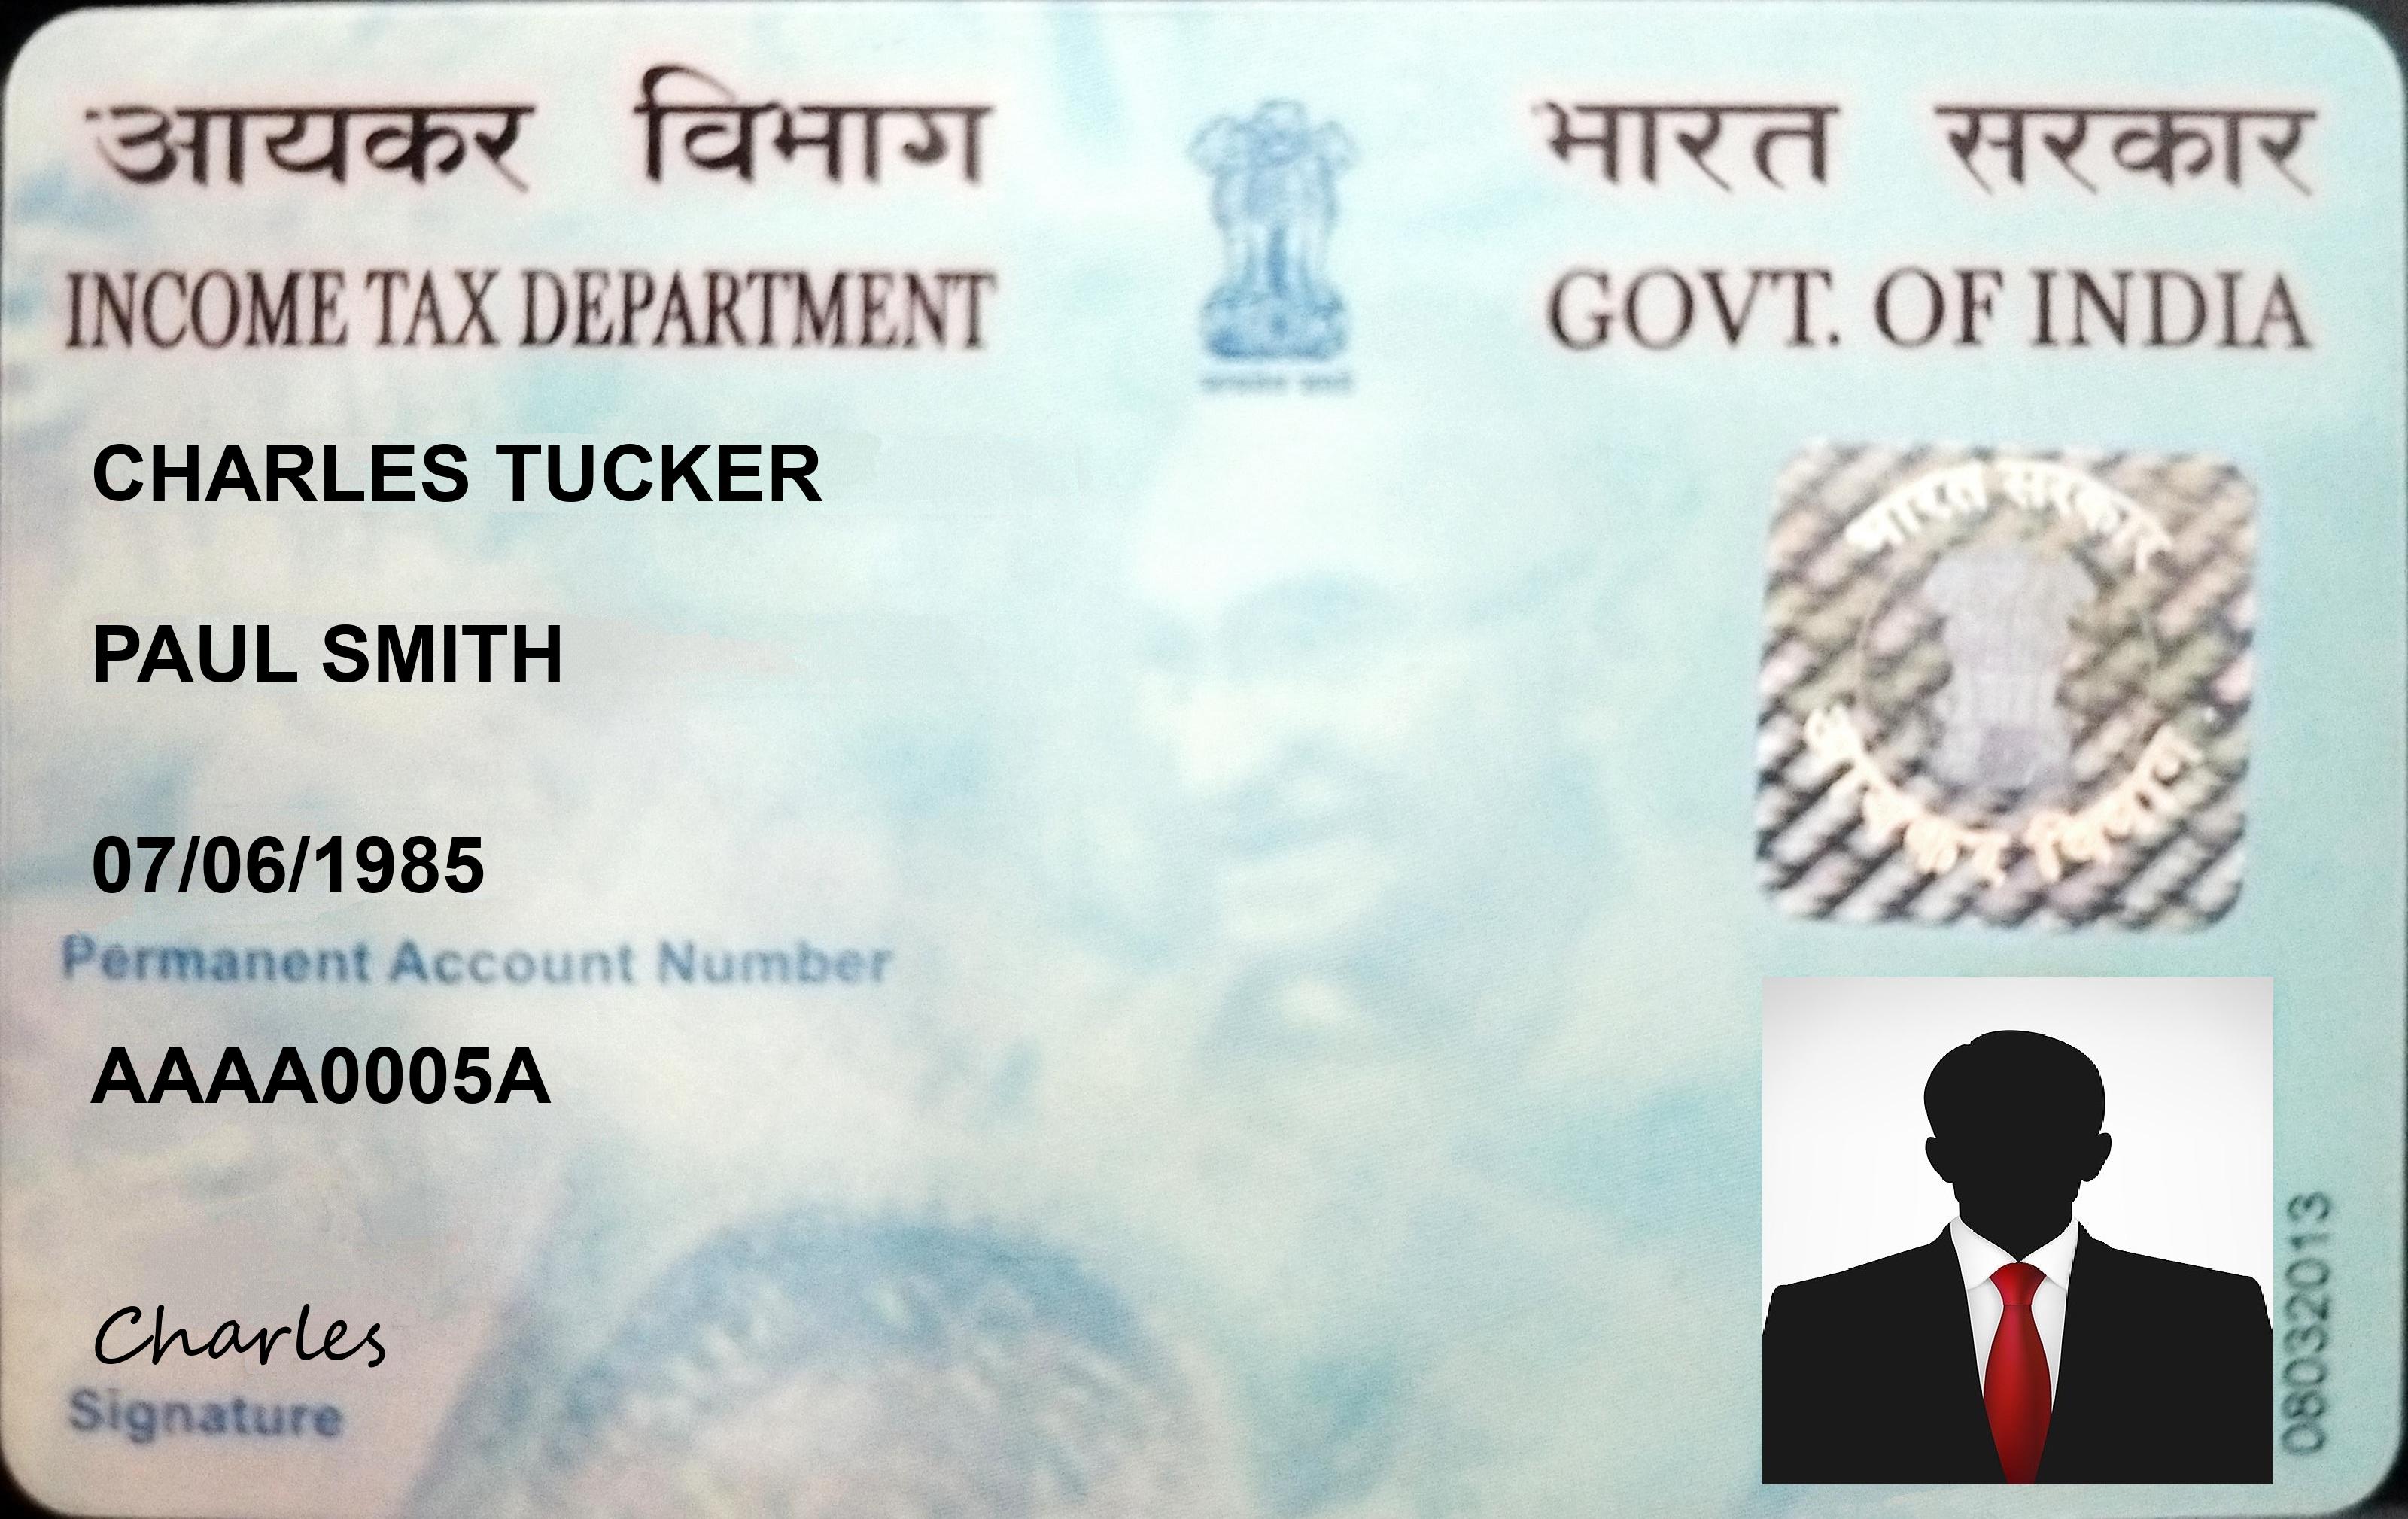 आयकर विभाग
भारत सरकार
INCOME TAX DEPARTMENT
GOVT. OF INDIA
CHARLES TUCKER
भारत सरकार
PAUL SMITH
आयकर विभाग
07/06/1985
Permanent Account Number
AAAA0005A
Charles
Signature
08032013